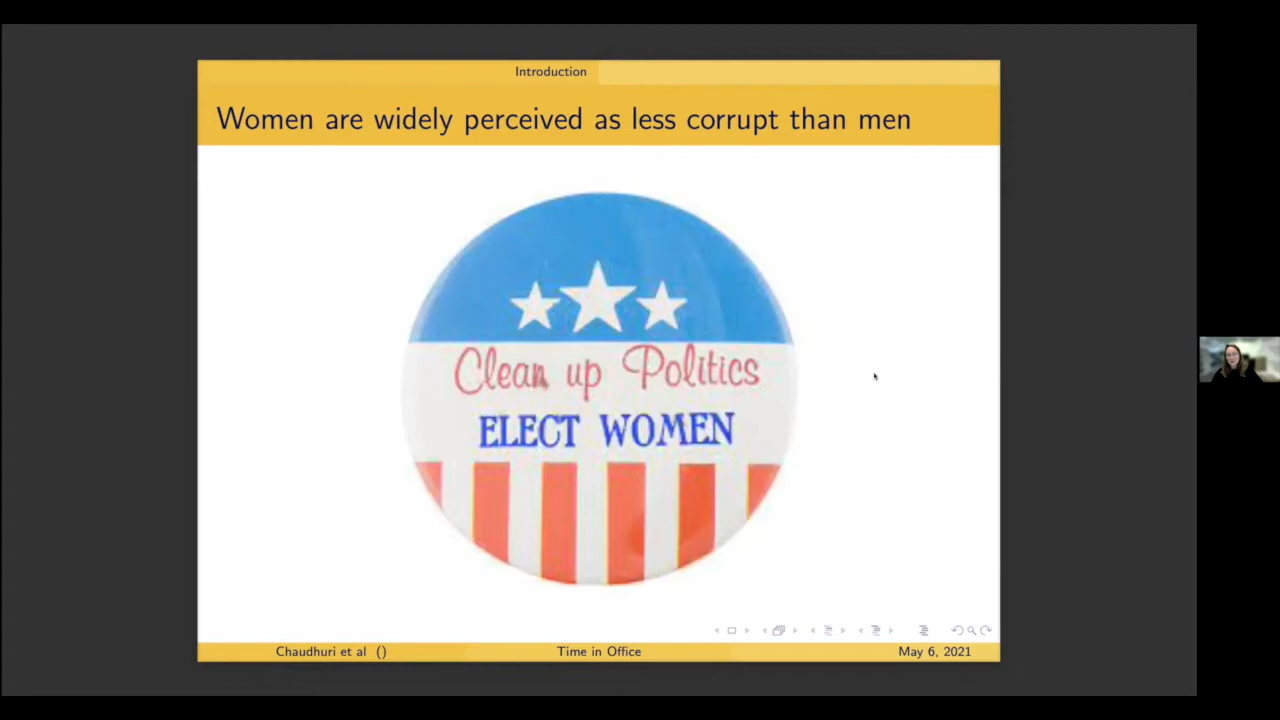 Introduction
Women are widely perceived as less corrupt than men
Clean up Politics
ELECT WOMEN
Chaudhuri et al () Time in Office May 6, 2021